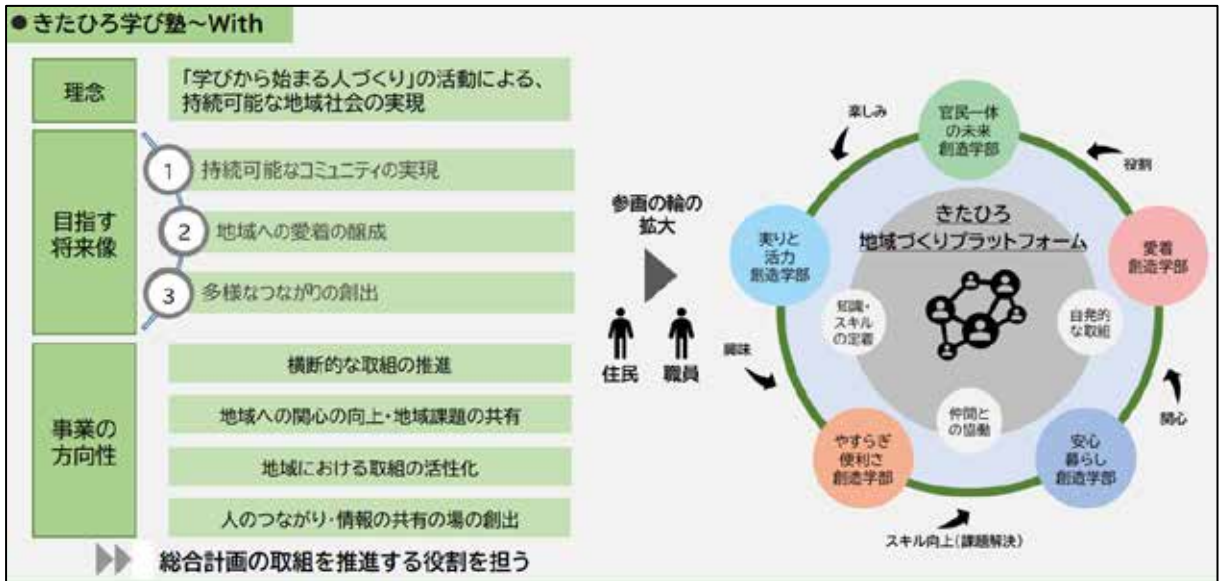 ●きたひろ学び塾～With
理念
「学びから始まる人づくり」の活動による、
持続可能な地域社会の実現
目指す
将来像
1 持続可能なコミュニティの実現
2 地域への愛着の醸成
3 多様なつながりの創出
事業の
方向性
横断的な取組の推進
地域への関心の向上・地域課題の共有
地域における取組の活性化
人のつながり・情報の共有の場の創出
総合計画の取組を推進する役割を担う
参画の輪の
拡大
住民 職員
楽しみ
官民一体
の未来
創造学部
役割
きたひろ
地域づくりプラットフォーム
実りと
活力
創造学部
愛着
創造学部
知識・
スキル
の定着
自発的
な取組
興味
仲間と
の協働
関心
やすらぎ
便利さ
創造学部
安心
暮らし
創造学部
スキル向上(課題解決)